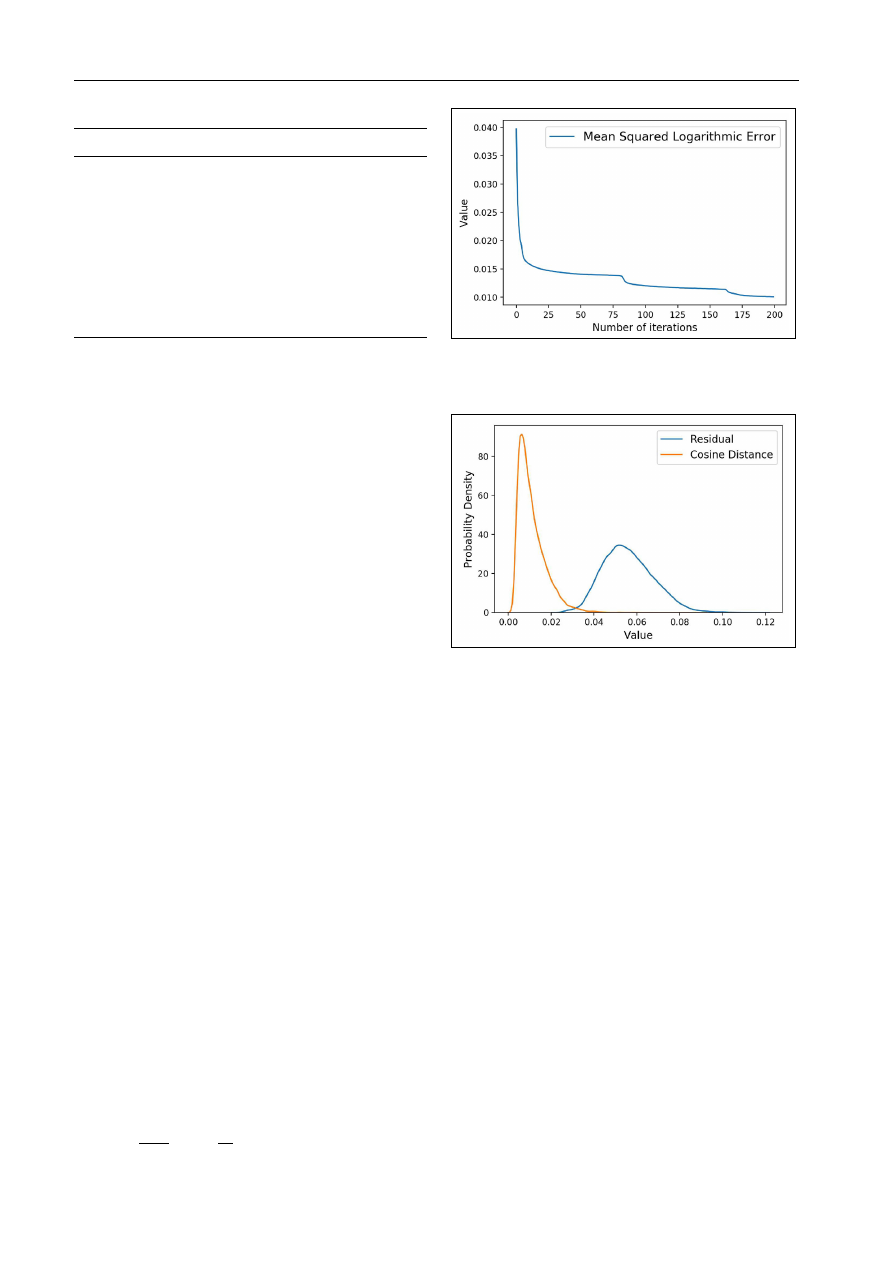 Mean Squared Logarithmic Error
0.040
0.035
0.030
0.025
0.020
0.015
0.010
Value
0 25 50 75 100 125 150 175 200
Number of iterations
Residual
Cosine Distance
80
60
40
20
0
Probability Density
0.00 0.02 0.04 0.06 0.08 0.10 0.12
Value